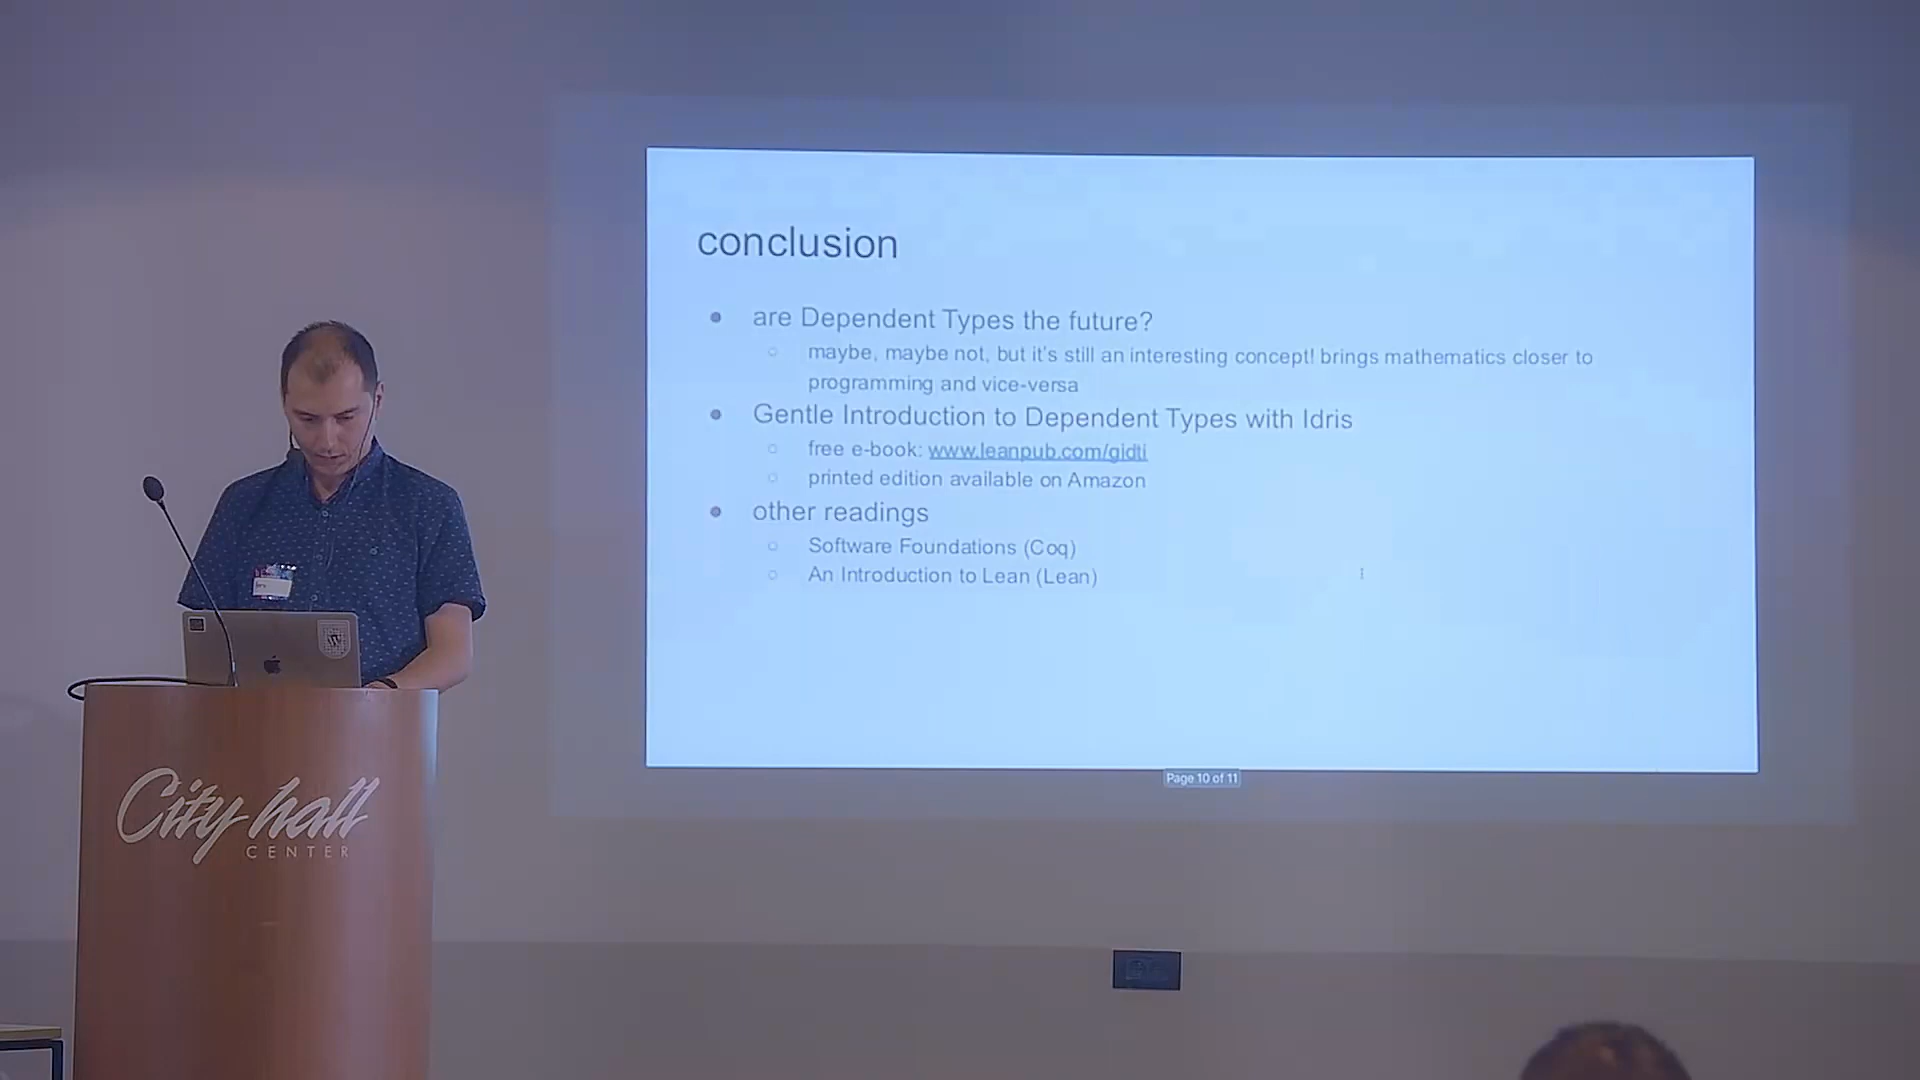 conclusion
are Dependent Types the future?
maybe, maybe not, but it's still an interesting concept! brings mathematics closer to
programming and vice-versa
Gentle Introduction to Dependent Types with Idris
free e-book: www.leanpub.com/gidti
printed edition available on Amazon
other readings
Software Foundations (Coq)
An Introduction to Lean (Lean)
Page 10 of 11
City hall
CENTER